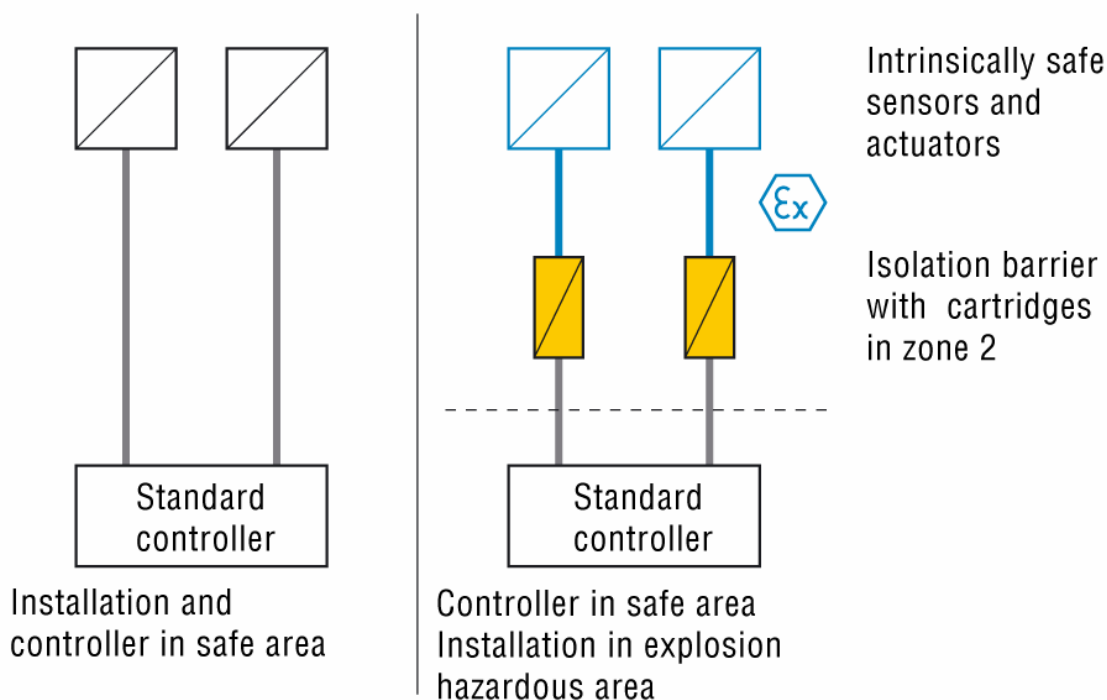 Intrinsically safe
sensors and
actuators
Ex
Isolation barrier
with cartridges
in zone 2
Standard
controller
Installation and
controller in safe area
Standard
controller
Controller in safe area
Installation in explosion
hazardous area